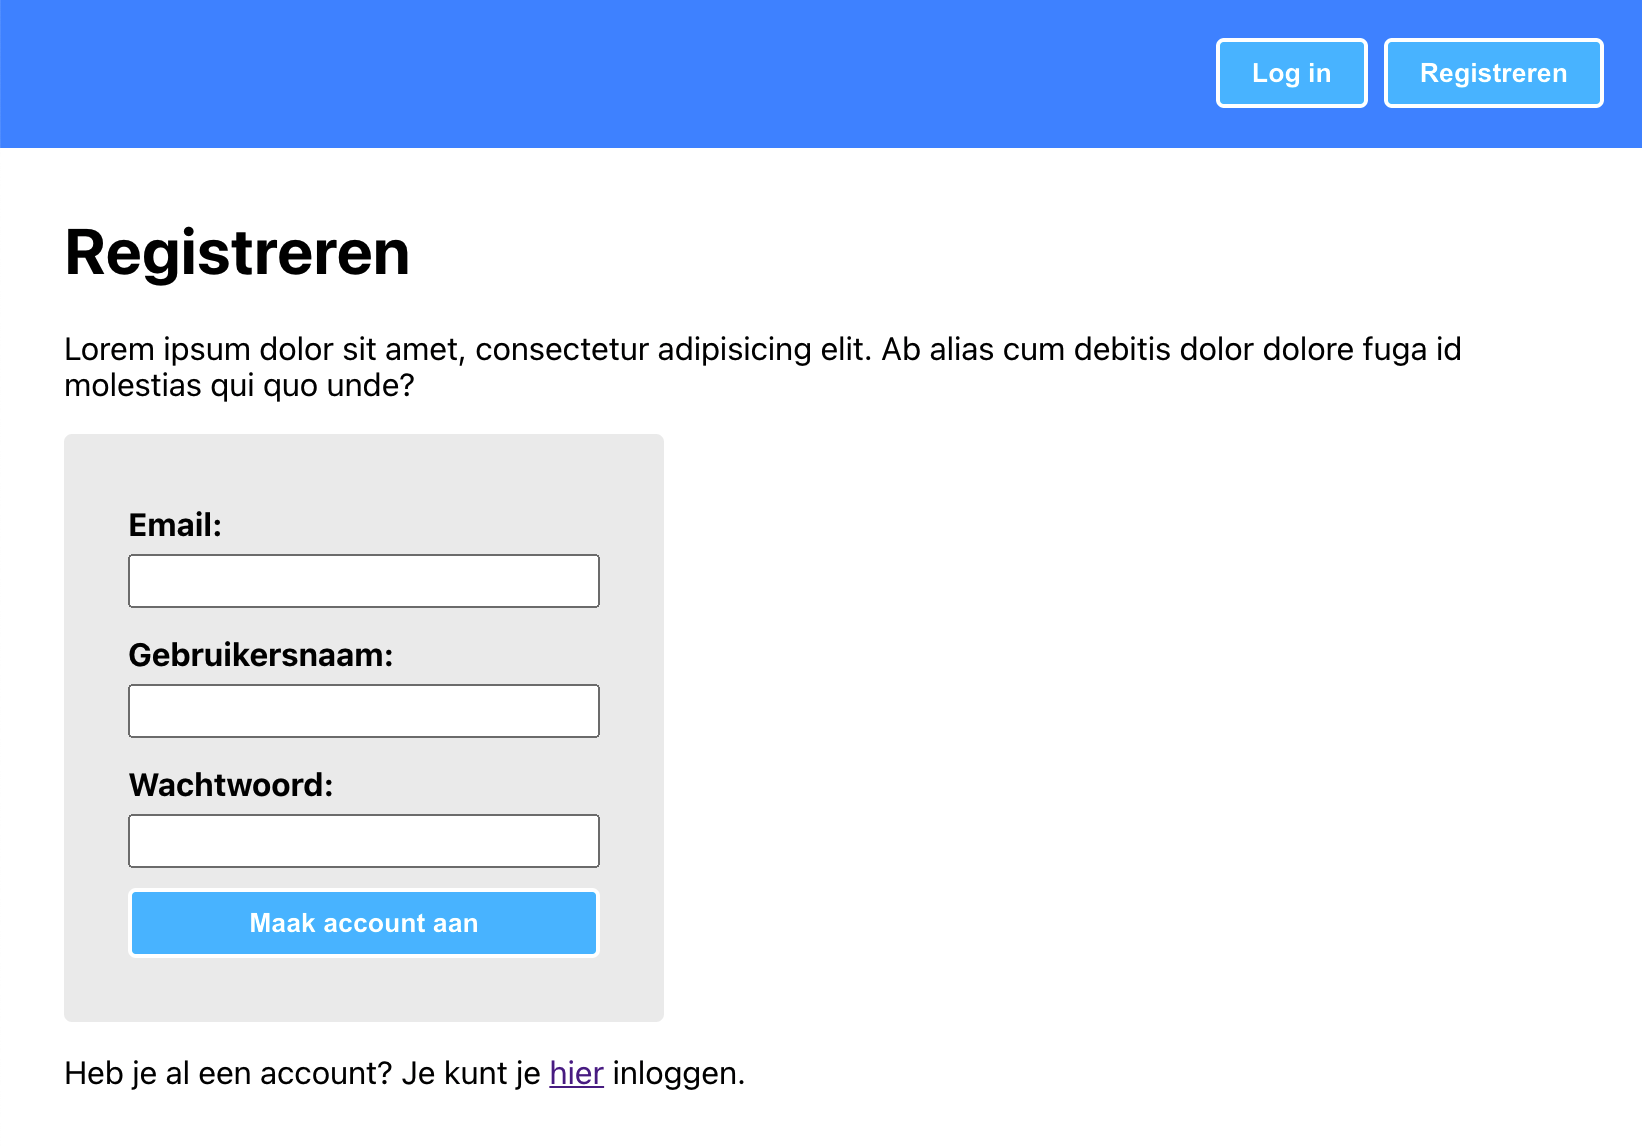 Log in
Registreren
Registreren
Lorem ipsum dolor sit amet, consectetur adipisicing elit. Ab alias cum debitis dolor dolore fuga id
molestias qui quo unde?
Email:
Gebruikersnaam:
Wachtwoord:
Maak account aan
Heb je al een account? Je kunt je hier inloggen.